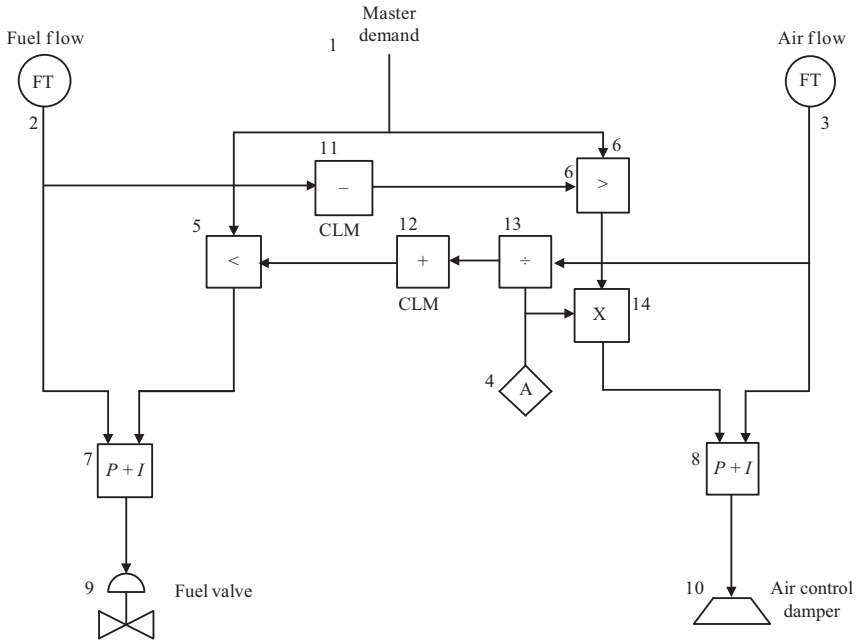 Master
demand
1
Fuel flow
Air flow
FT
FT
2
3
11
6
6
–
>
CLM
5
12
13
<
+
÷
CLM
X
14
4
A
7
P + I
8
P + I
9
Fuel valve
10
Air control
damper